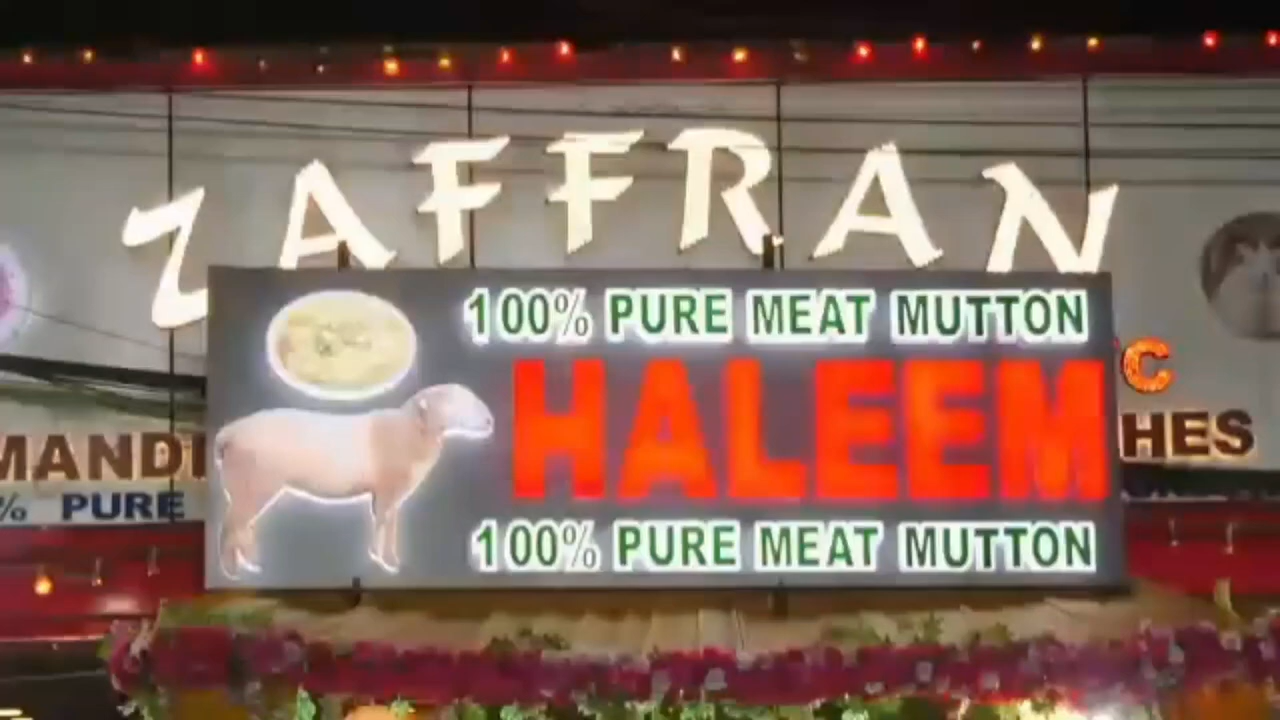 ZAFFRAN
100% PURE MEAT MUTTON
HALEEM
100% PURE MEAT MUTTON
C
MANDI
HES
% PURE